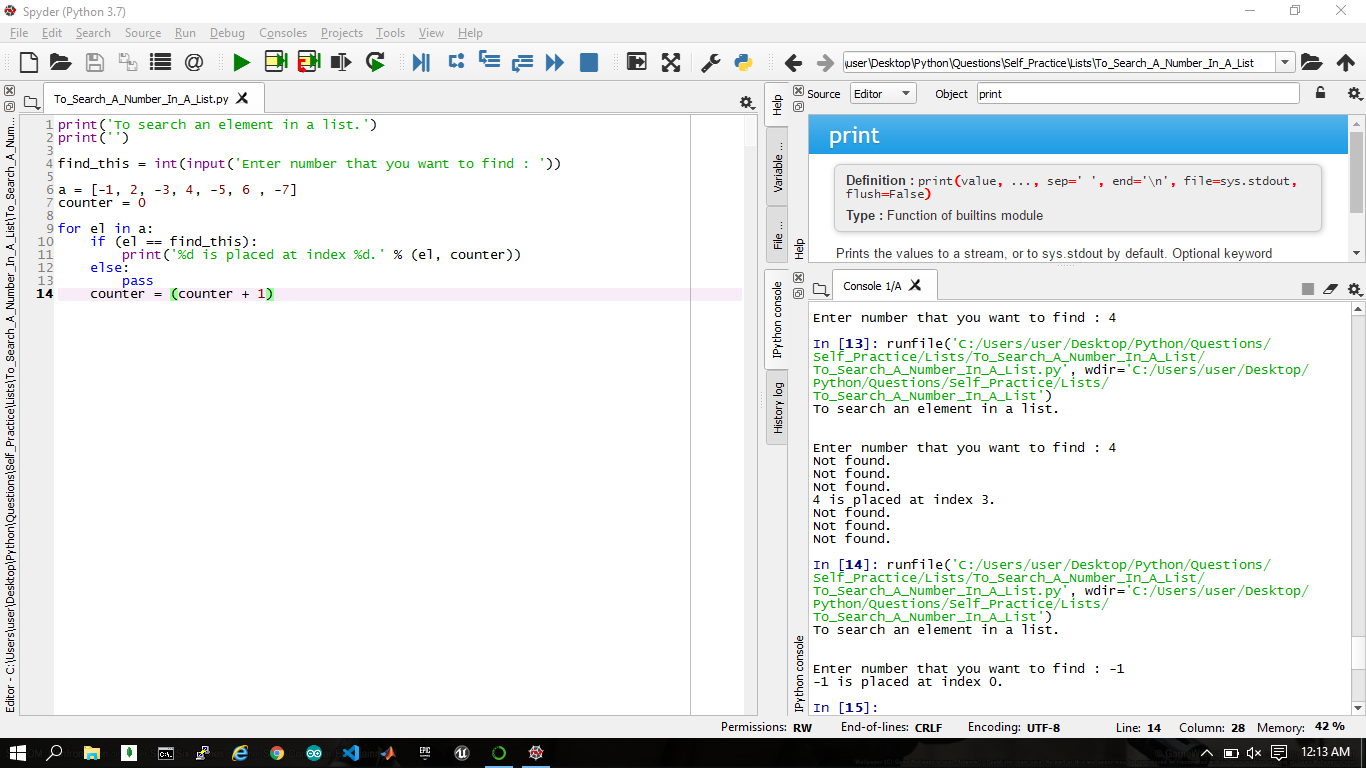 Spyder (Python 3.7)
File Edit Search Source Run Debug Consoles Projects Tools View Help
user\Desktop\Python\Questions\Self_Practice\Lists\To_Search_A_Number_In_A_List
To_Search_A_Number_In_A_List.py
1 print('To search an element in a list.')
2 print('')
3
4 find_this = int(input('Enter number that you want to find : '))
5
6 a = [-1, 2, -3, 4, -5, 6 , -7]
7 counter = 0
8
9 for el in a:
10     if (el == find_this):
11         print('%d is placed at index %d.' % (el, counter))
12     else:
13         pass
14     counter = (counter + 1)
Editor - C:\Users\user\Desktop\Python\Questions\Self_Practice\Lists\To_Search_A_Number_In_A_List\To_Search_A_Num...
Help
Variable ...
File ...
Source Editor Object print
print
Definition : print(value, ..., sep=' ', end='\n', file=sys.stdout,
flush=False)
Type : Function of builtins module
Prints the values to a stream, or to sys.stdout by default. Optional keyword
Help
IPython console
History log
Console 1/A
Enter number that you want to find : 4
In [13]: runfile('C:/Users/user/Desktop/Python/Questions/
Self_Practice/Lists/To_Search_A_Number_In_A_List/
To_Search_A_Number_In_A_List.py', wdir='C:/Users/user/Desktop/
Python/Questions/Self_Practice/Lists/
To_Search_A_Number_In_A_List')
To search an element in a list.
Enter number that you want to find : 4
Not found.
Not found.
Not found.
4 is placed at index 3.
Not found.
Not found.
Not found.
In [14]: runfile('C:/Users/user/Desktop/Python/Questions/
Self_Practice/Lists/To_Search_A_Number_In_A_List/
To_Search_A_Number_In_A_List.py', wdir='C:/Users/user/Desktop/
Python/Questions/Self_Practice/Lists/
To_Search_A_Number_In_A_List')
To search an element in a list.
Enter number that you want to find : -1
-1 is placed at index 0.
In [15]:
IPython console
Permissions: RW End-of-lines: CRLF Encoding: UTF-8 Line: 14 Column: 28 Memory: 42 %
12:13 AM